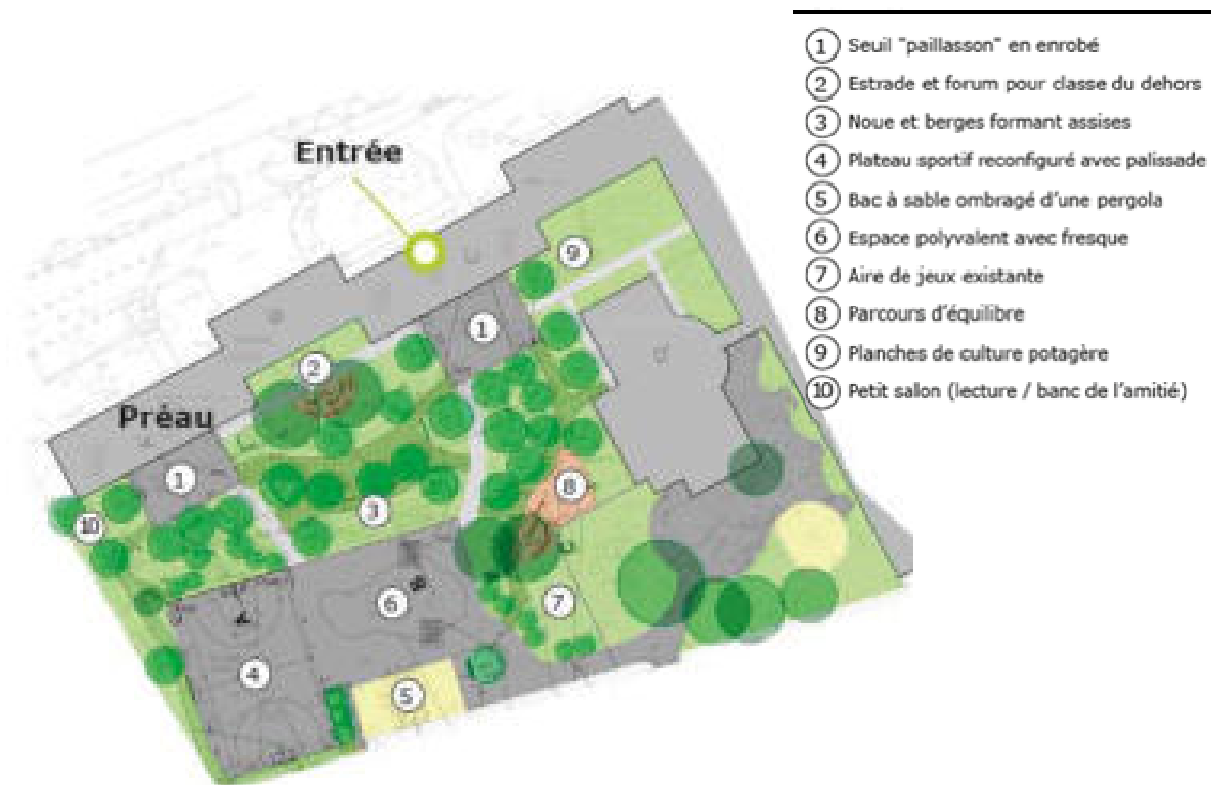 1 Seuil "paillasson" en enrobé
2 Estrade et forum pour classe du dehors
3 Noue et berges formant assises
4 Plateau sportif reconfiguré avec palissade
5 Bac à sable ombragé d'une pergola
6 Espace polyvalent avec fresque
7 Aire de jeux existante
8 Parcours d'équilibre
9 Planches de culture potagère
10 Petit salon (lecture / banc de l'amitié)
Entrée
9
1
2
Préau
1
8
3
10
6
7
4
5